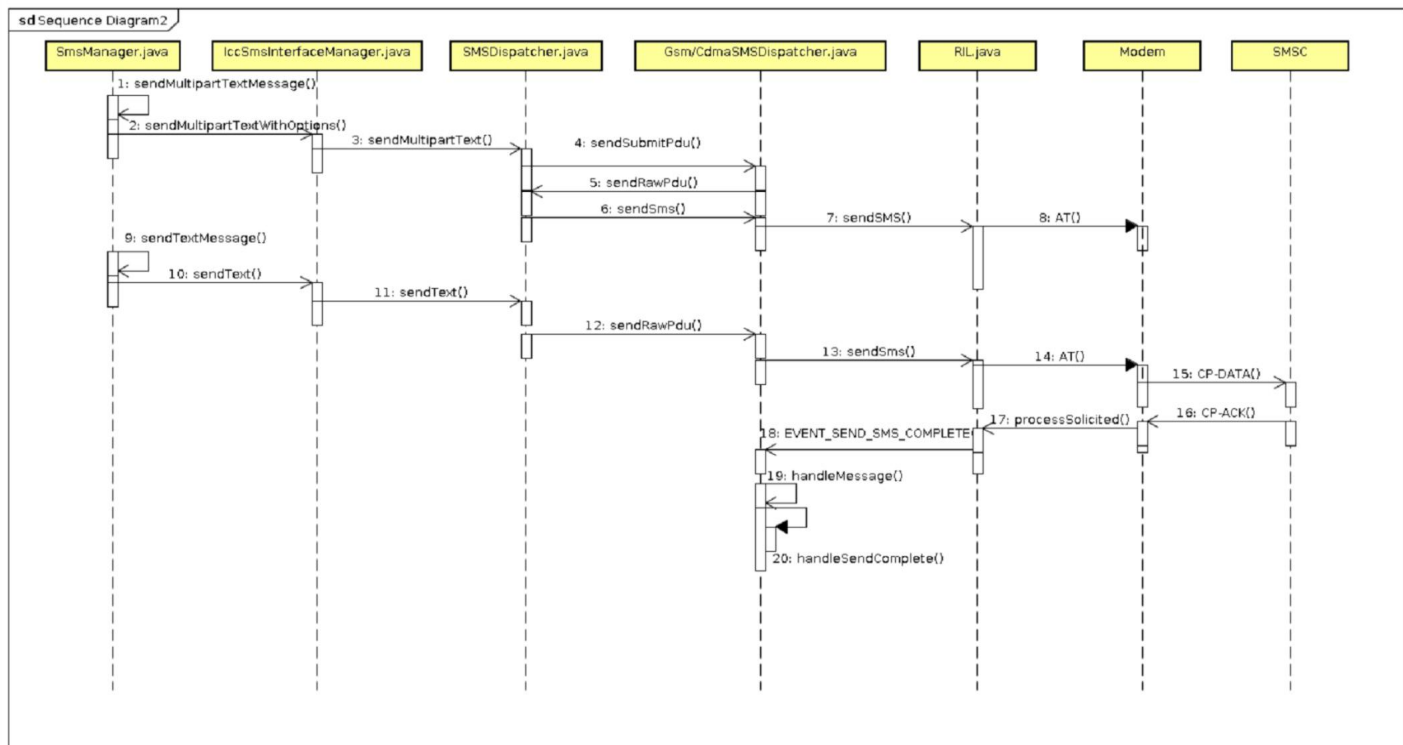 sd Sequence Diagram2
SmsManager.java
IccSmsInterfaceManager.java
SMSDispatcher.java
Gsm/CdmaSMSDispatcher.java
RIL.java
Modem
SMSC
1: sendMultipartTextMessage()
2: sendMultipartTextWithOptions()
3: sendMultipartText()
4: sendSubmitPdu()
5: sendRawPdu()
6: sendSms()
7: sendSMS()
8: AT()
9: sendTextMessage()
10: sendText()
11: sendText()
12: sendRawPdu()
13: sendSms()
14: AT()
15: CP-DATA()
16: CP-ACK()
17: processSolicited()
18: EVENT_SEND_SMS_COMPLETE
19: handleMessage()
20: handleSendComplete()